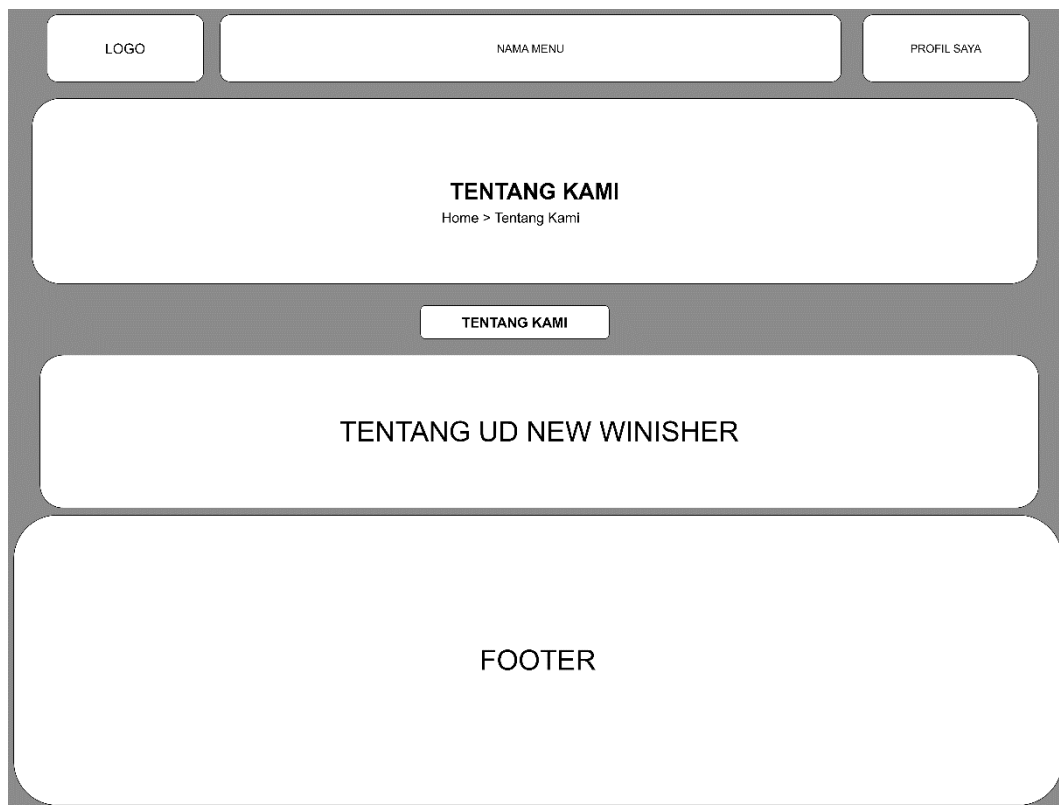 LOGO
NAMA MENU
PROFIL SAYA
TENTANG KAMI
Home > Tentang Kami
TENTANG KAMI
TENTANG UD NEW WINISHER
FOOTER